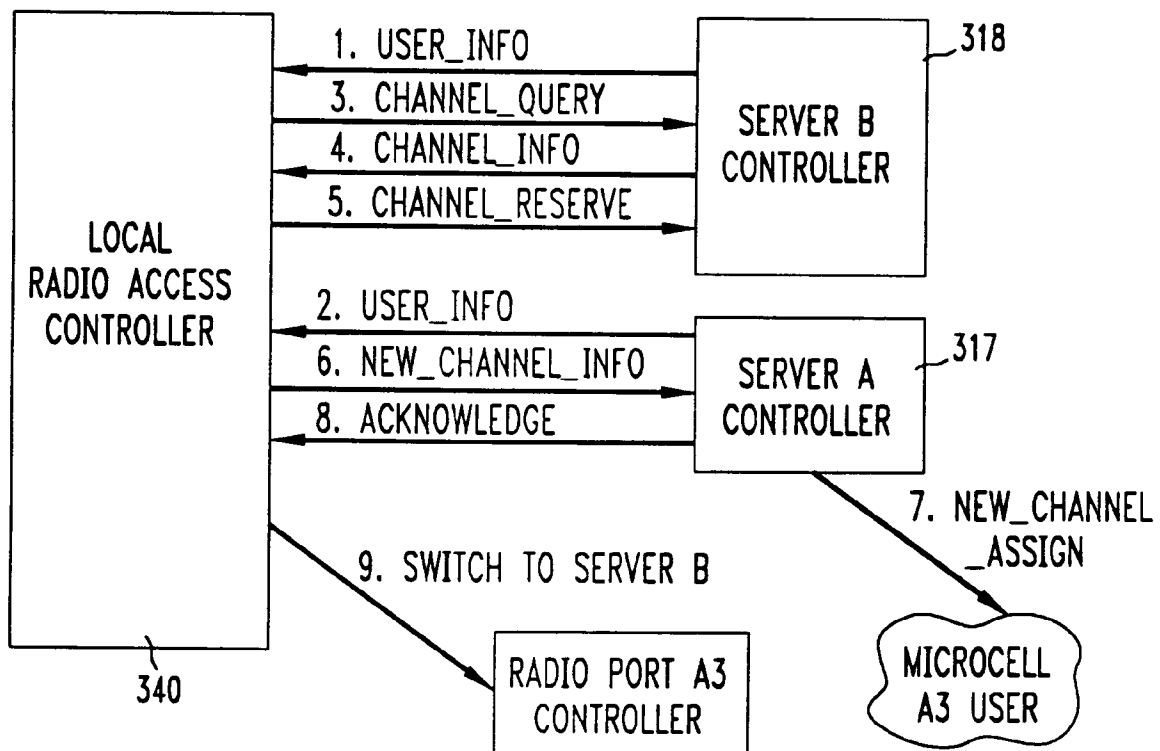 1. USER_INFO
3. CHANNEL_QUERY
4. CHANNEL_INFO
5. CHANNEL_RESERVE
318
SERVER B
CONTROLLER
LOCAL
RADIO ACCESS
CONTROLLER
2. USER_INFO
6. NEW_CHANNEL_INFO
8. ACKNOWLEDGE
317
SERVER A
CONTROLLER
7. NEW_CHANNEL
_ASSIGN
9. SWITCH TO SERVER B
340
RADIO PORT A3
CONTROLLER
MICROCELL
A3 USER